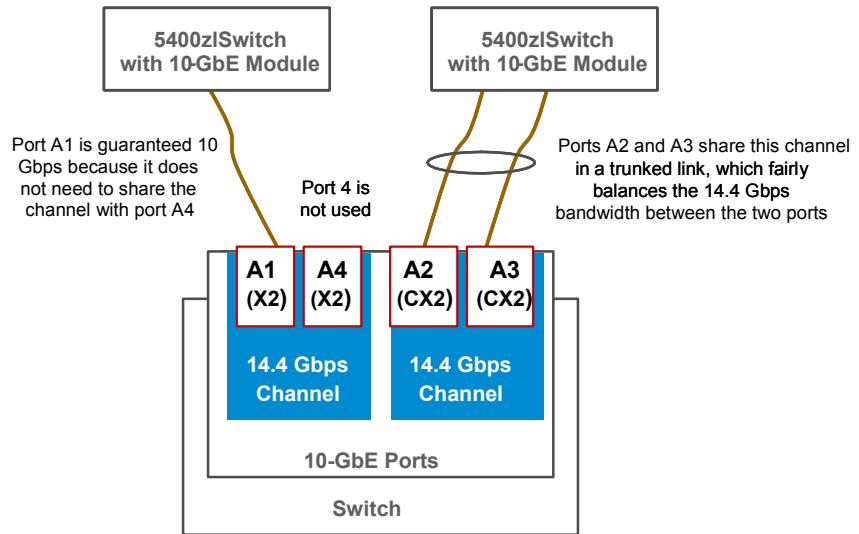 5400zlSwitch
with 10-GbE Module
5400zlSwitch
with 10-GbE Module
Port A1 is guaranteed 10
Gbps because it does
not need to share the
channel with port A4
Port 4 is
not used
Ports A2 and A3 share this channel
in a trunked link, which fairly
balances the 14.4 Gbps
bandwidth between the two ports
A1
(X2)
A4
(X2)
A2
(CX2)
A3
(CX2)
14.4 Gbps
Channel
14.4 Gbps
Channel
10-GbE Ports
Switch